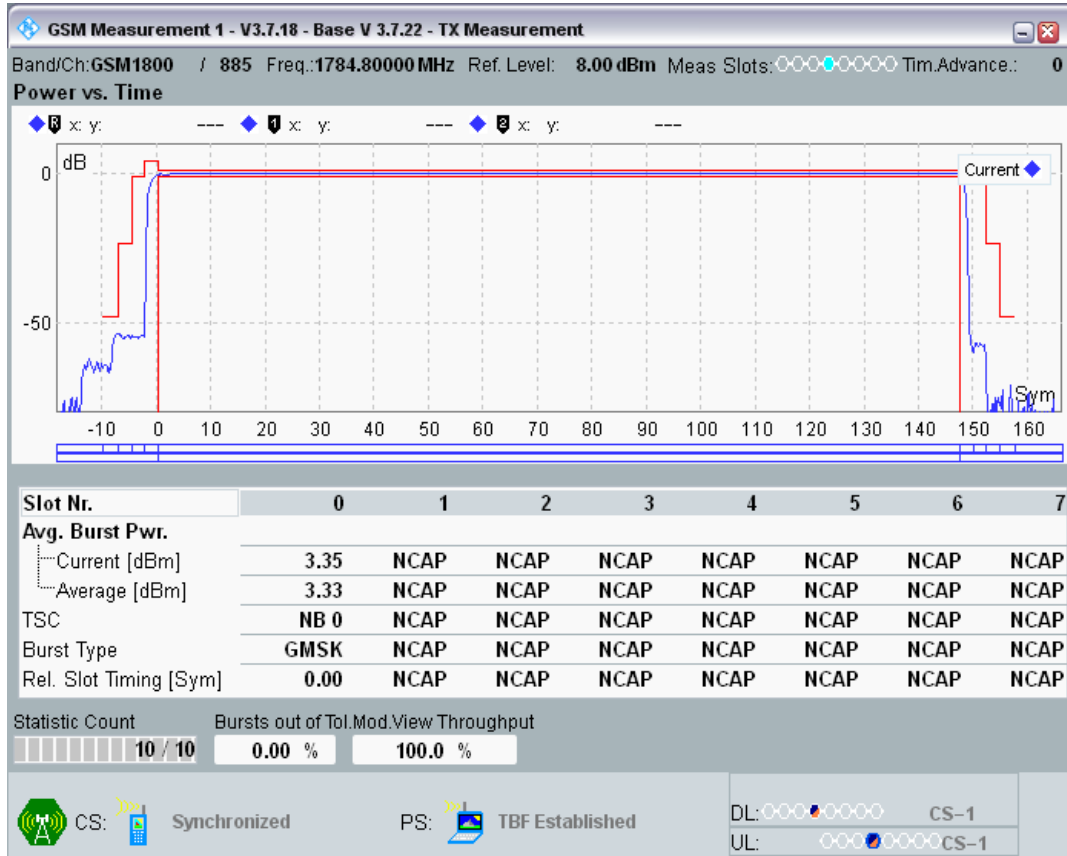 GSM Measurement 1 - V3.7.18 - Base V 3.7.22 - TX Measurement
Band/Ch:GSM1800 / 885 Freq.:1784.80000 MHz Ref. Level: 8.00 dBm Meas Slots: Tim.Advance.: 0
Power vs. Time
R x: y: --- 1 x: y: --- 2 x: y: ---
dB
0
Current
-50
Sym
-10 0 10 20 30 40 50 60 70 80 90 100 110 120 130 140 150 160
Slot Nr. 0 1 2 3 4 5 6 7
Avg. Burst Pwr.
Current [dBm] 3.35 NCAP NCAP NCAP NCAP NCAP NCAP NCAP
Average [dBm] 3.33 NCAP NCAP NCAP NCAP NCAP NCAP NCAP
TSC NB 0 NCAP NCAP NCAP NCAP NCAP NCAP NCAP
Burst Type GMSK NCAP NCAP NCAP NCAP NCAP NCAP NCAP
Rel. Slot Timing [Sym] 0.00 NCAP NCAP NCAP NCAP NCAP NCAP NCAP
Statistic Count Bursts out of Tol.Mod.View Throughput
10 / 10 0.00 % 100.0 %
CS: Synchronized PS: TBF Established DL: CS-1
UL: CS-1